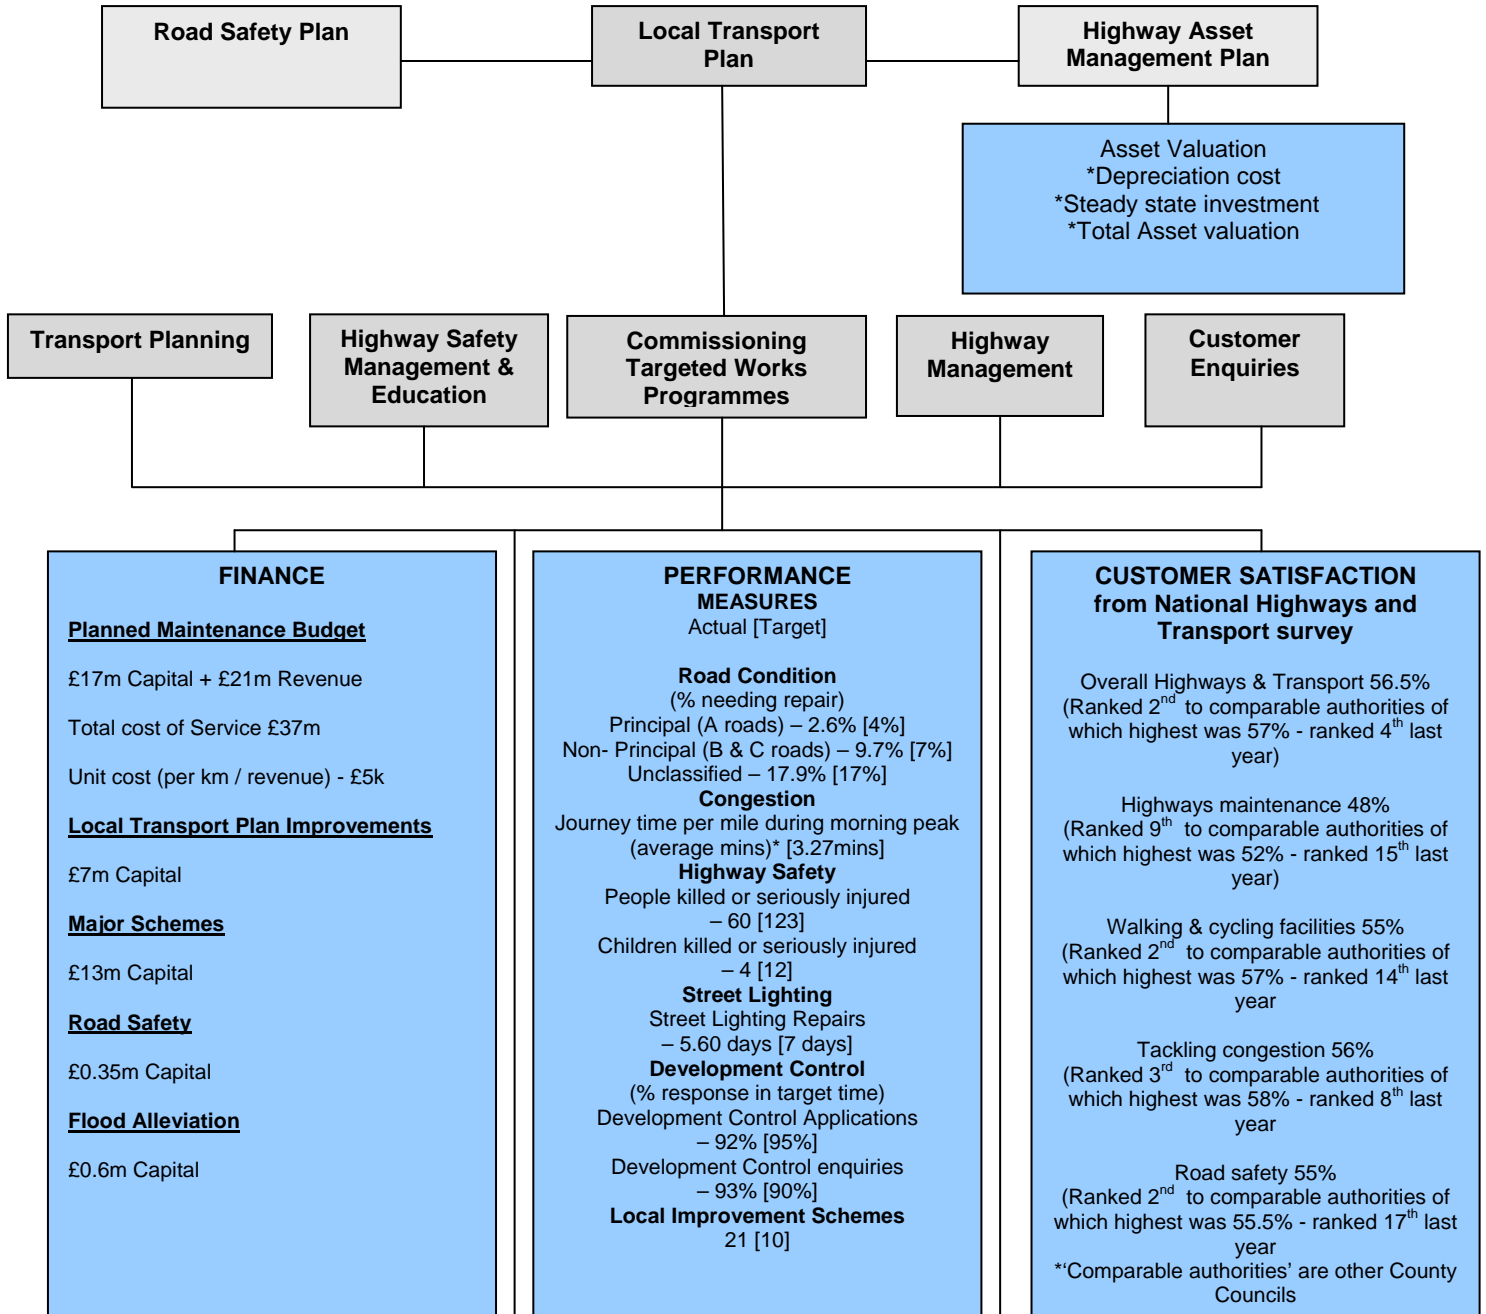 Road Safety Plan
Local Transport
Plan
Highway Asset
Management Plan
Asset Valuation
*Depreciation cost
*Steady state investment
*Total Asset valuation
Transport Planning
Highway Safety
Management &
Education
Commissioning
Targeted Works
Programmes
Highway
Management
Customer
Enquiries
FINANCE
Planned Maintenance Budget
£17m Capital + £21m Revenue
Total cost of Service £37m
Unit cost (per km / revenue) - £5k
Local Transport Plan Improvements
£7m Capital
Major Schemes
£13m Capital
Road Safety
£0.35m Capital
Flood Alleviation
£0.6m Capital
PERFORMANCE
MEASURES
Actual [Target]
Road Condition
(% needing repair)
Principal (A roads) – 2.6% [4%]
Non- Principal (B & C roads) – 9.7% [7%]
Unclassified – 17.9% [17%]
Congestion
Journey time per mile during morning peak
(average mins)* [3.27mins]
Highway Safety
People killed or seriously injured
– 60 [123]
Children killed or seriously injured
– 4 [12]
Street Lighting
Street Lighting Repairs
– 5.60 days [7 days]
Development Control
(% response in target time)
Development Control Applications
– 92% [95%]
Development Control enquiries
– 93% [90%]
Local Improvement Schemes
21 [10]
CUSTOMER SATISFACTION
from National Highways and
Transport survey
Overall Highways & Transport 56.5%
(Ranked 2nd to comparable authorities of
which highest was 57% - ranked 4th last
year)
Highways maintenance 48%
(Ranked 9th to comparable authorities of
which highest was 52% - ranked 15th last
year)
Walking & cycling facilities 55%
(Ranked 2nd to comparable authorities of
which highest was 57% - ranked 14th last
year
Tackling congestion 56%
(Ranked 3rd to comparable authorities of
which highest was 58% - ranked 8th last
year
Road safety 55%
(Ranked 2nd to comparable authorities of
which highest was 55.5% - ranked 17th last
year
*‘Comparable authorities’ are other County
Councils